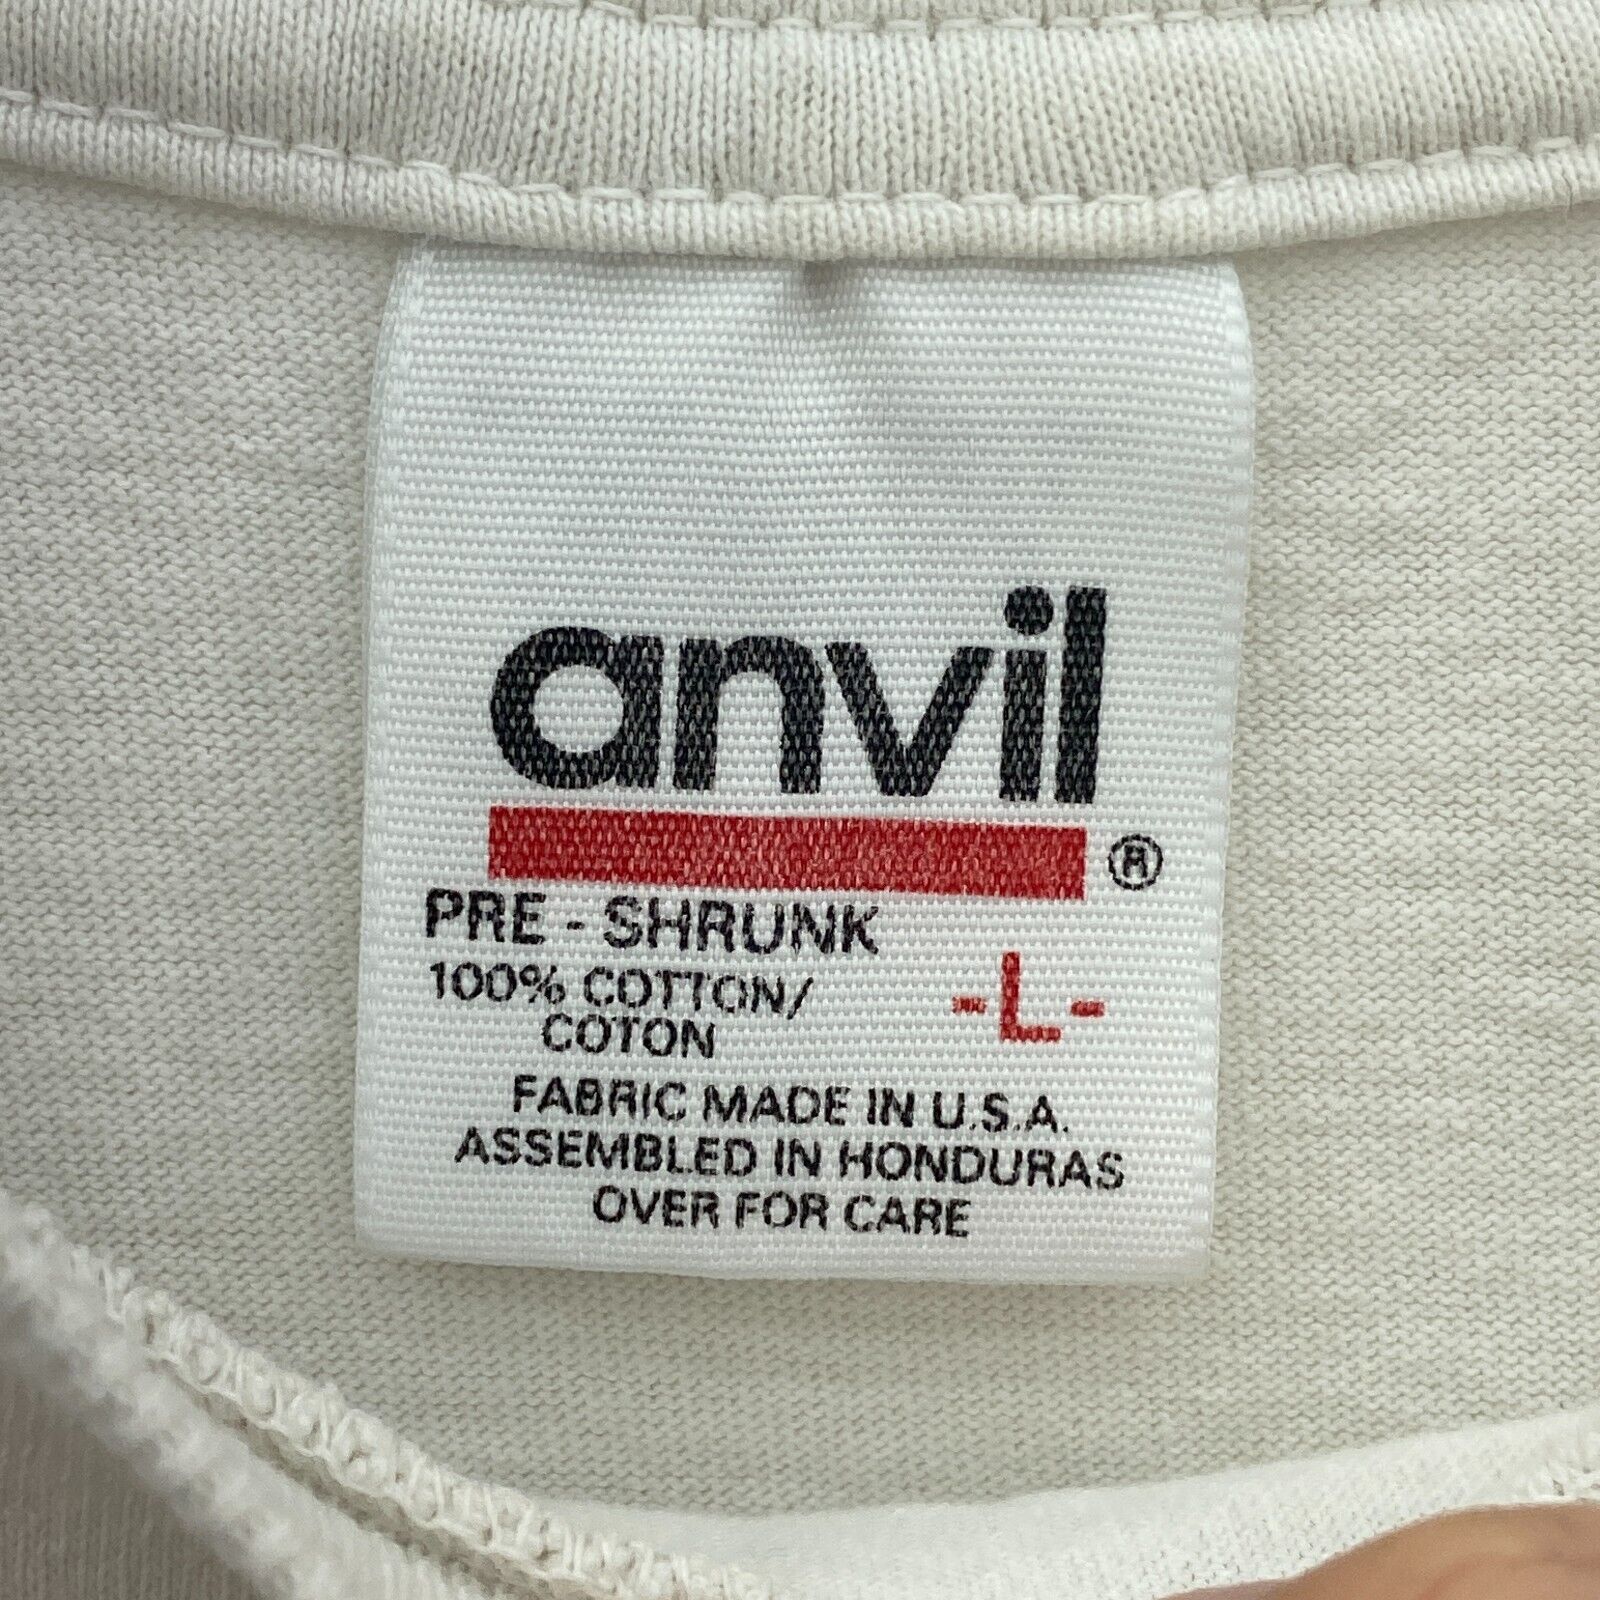 anvil
®
PRE - SHRUNK
100% COTTON/
COTON
-L-
FABRIC MADE IN U.S.A.
ASSEMBLED IN HONDURAS
OVER FOR CARE